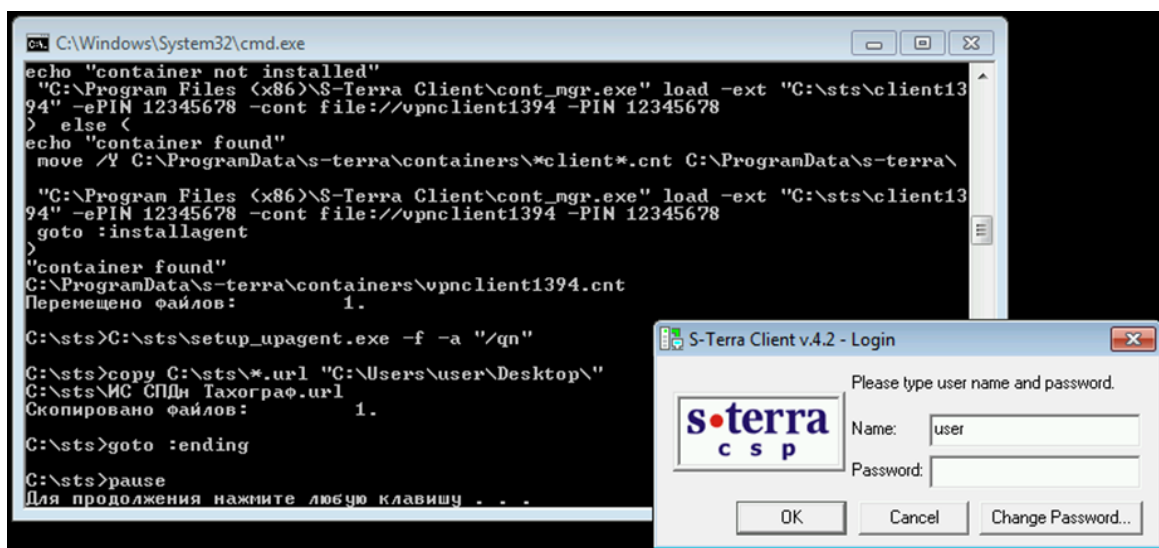 C:\Windows\System32\cmd.exe
echo "container not installed"
"C:\Program Files (x86)\S-Terra Client\cont_mgr.exe" load -ext "C:\sts\client13
94" -ePIN 12345678 -cont file://vpnclient1394 -PIN 12345678
) else (
echo "container found"
move /Y C:\ProgramData\s-terra\containers\*client*.cnt C:\ProgramData\s-terra\
"C:\Program Files (x86)\S-Terra Client\cont_mgr.exe" load -ext "C:\sts\client13
94" -ePIN 12345678 -cont file://vpnclient1394 -PIN 12345678
goto :installagent
)
"container found"
C:\ProgramData\s-terra\containers\vpnclient1394.cnt
Перемещено файлов: 1.
C:\sts>C:\sts\setup_upagent.exe -f -a "/qn"
C:\sts>copy C:\sts\*.url "C:\Users\user\Desktop\"
C:\sts\ИС СПДн Тахограф.url
Скопировано файлов: 1.
C:\sts>goto :ending
C:\sts>pause
Для продолжения нажмите любую клавишу . . .
S-Terra Client v.4.2 - Login
Please type user name and password.
s•terra
csp
Name: user
Password:
OK Cancel Change Password...